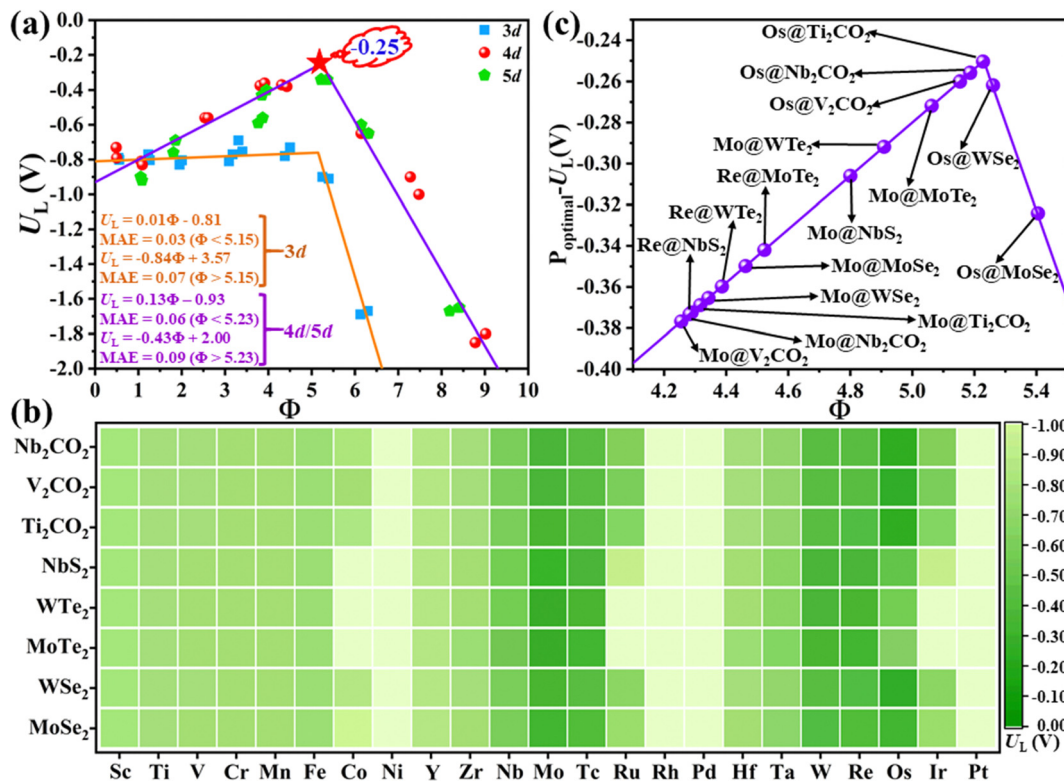 (a)
-0.25
3d
4d
5d
0.0
-0.2
-0.4
-0.6
-0.8
-1.0
-1.2
-1.4
-1.6
-1.8
-2.0
U_L (V)
U_L = 0.01Φ - 0.81
MAE = 0.03 (Φ < 5.15)
U_L = -0.84Φ + 3.57
MAE = 0.07 (Φ > 5.15)
3d
U_L = 0.13Φ − 0.93
MAE = 0.06 (Φ < 5.23)
U_L = -0.43Φ + 2.00
MAE = 0.09 (Φ > 5.23)
4d/5d
0 1 2 3 4 5 6 7 8 9 10
Φ
(c)
P_optimal-U_L (V)
-0.24
-0.26
-0.28
-0.30
-0.32
-0.34
-0.36
-0.38
-0.40
Os@Ti₂CO₂
Os@Nb₂CO₂
Os@V₂CO₂
Mo@WTe₂
Os@WSe₂
Re@MoTe₂
Mo@MoTe₂
Re@WTe₂
Mo@NbS₂
Re@NbS₂
Mo@MoSe₂
Os@MoSe₂
Mo@WSe₂
Mo@Ti₂CO₂
Mo@Nb₂CO₂
Mo@V₂CO₂
4.2 4.4 4.6 4.8 5.0 5.2 5.4
Φ
(b)
Nb₂CO₂
V₂CO₂
Ti₂CO₂
NbS₂
WTe₂
MoTe₂
WSe₂
MoSe₂
Sc Ti V Cr Mn Fe Co Ni Y Zr Nb Mo Tc Ru Rh Pd Hf Ta W Re Os Ir Pt
-1.00
-0.90
-0.80
-0.70
-0.60
-0.50
-0.40
-0.30
-0.20
-0.10
0.00
U_L (V)